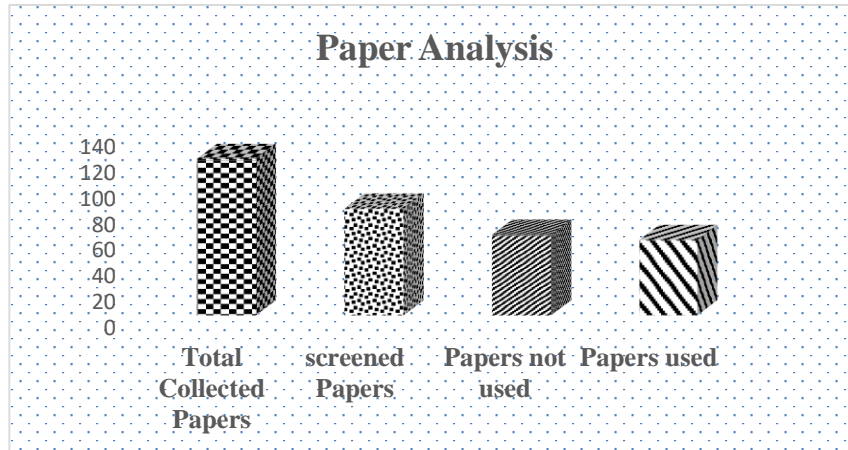 Paper Analysis
140
120
100
80
60
40
20
0
Total
Collected
Papers
screened
Papers
Papers not
used
Papers used